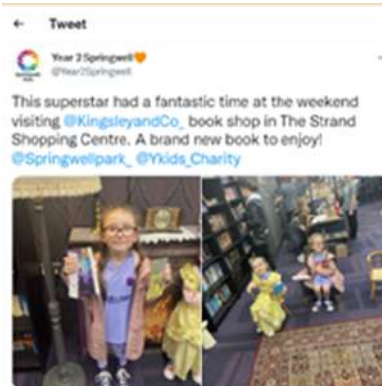 Tweet
Year 2 Springwell🧡
@Year2Springwell
This superstar had a fantastic time at the weekend
visiting @KingsleyandCo_ book shop in The Strand
Shopping Centre. A brand new book to enjoy!
@Springwellpark_ @Ykids_Charity